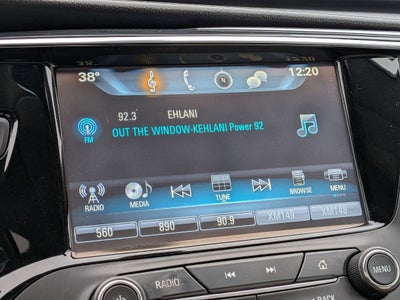 38°
12:20
92.3 EHLANI
FM
OUT THE WINDOW-KEHLANI Power 92
RADIO MEDIA TUNE BROWSE MENU
560 890 90.9 XM149 XM148
RADIO MENU
BACK